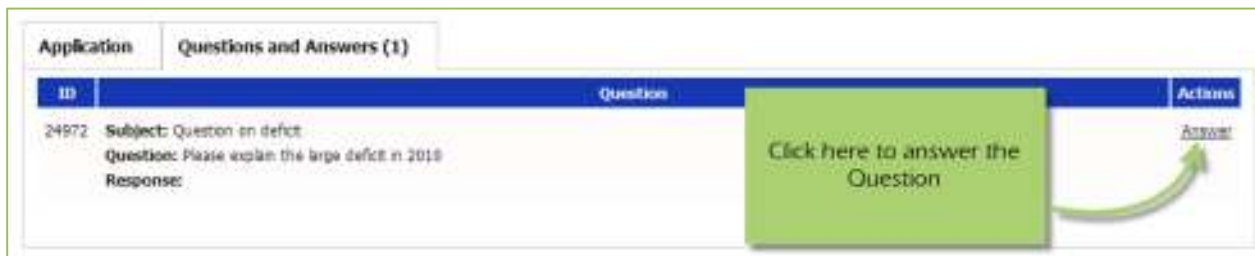 Application Questions and Answers (1)
ID Question Actions
24972 Subject: Question on deficit Answer
Question: Please explain the large deficit in 2018
Response:
Click here to answer the
Question